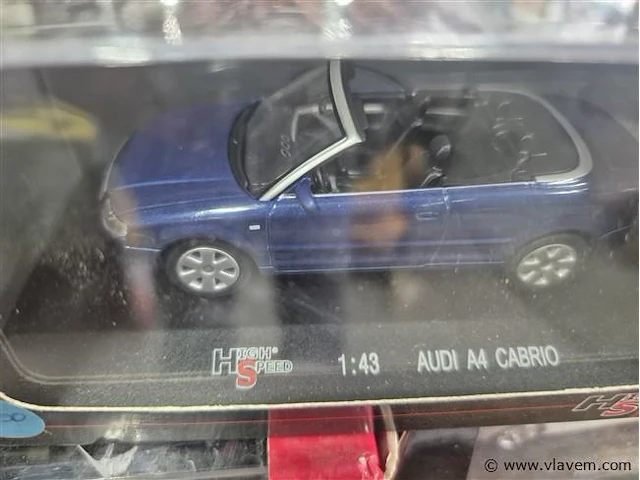 HIGH® SPEED 1:43 AUDI A4 CABRIO
© www.vlavem.com